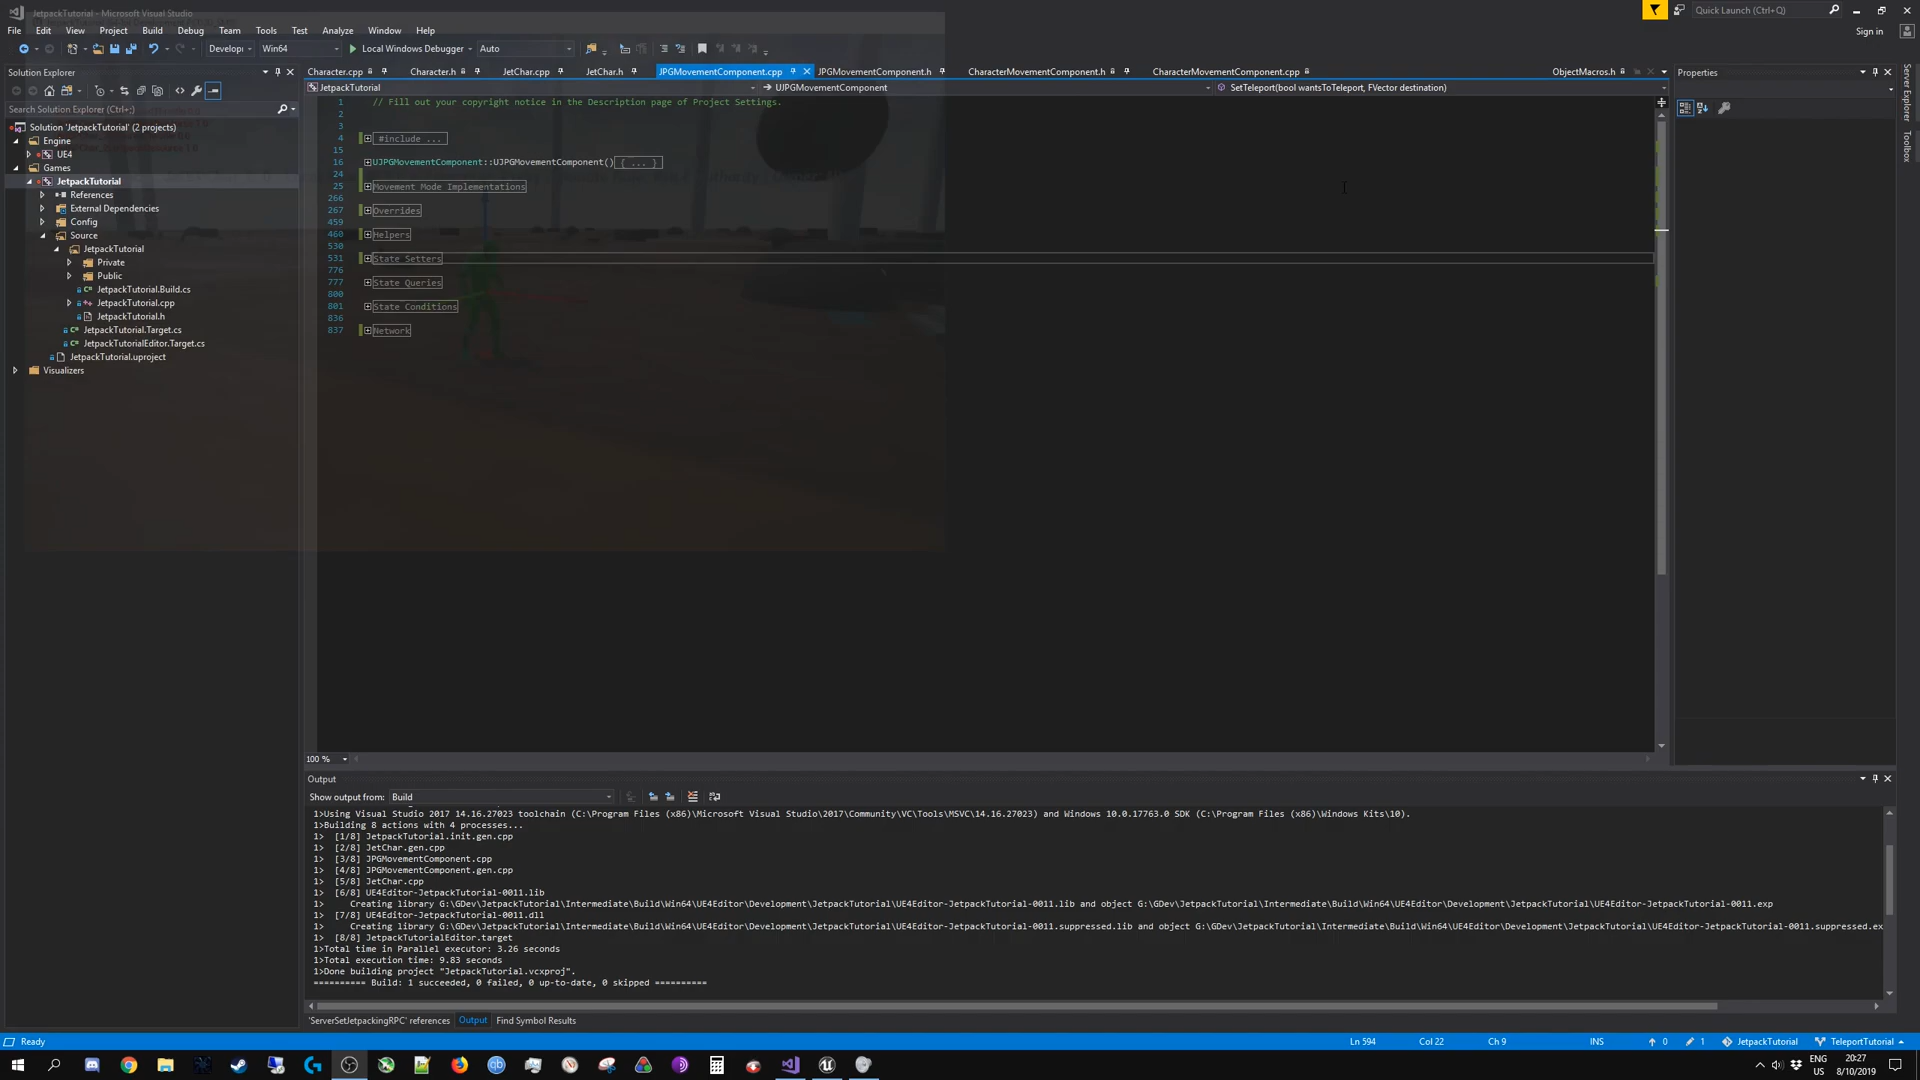 JetpackTutorial - Microsoft Visual Studio
Quick Launch (Ctrl+Q)
File Edit View Project Build Debug Team Tools Test Analyze Window Help
Sign in
Develop Win64 Local Windows Debugger Auto
Solution Explorer
Search Solution Explorer (Ctrl+;)
Solution 'JetpackTutorial' (2 projects)
Engine
UE4
Games
JetpackTutorial
References
External Dependencies
Config
Source
JetpackTutorial
Private
Public
JetpackTutorial.Build.cs
JetpackTutorial.cpp
JetpackTutorial.h
JetpackTutorial.Target.cs
JetpackTutorialEditor.Target.cs
JetpackTutorial.uproject
Visualizers
Character.cpp Character.h JetChar.cpp JetChar.h JPGMovementComponent.cpp JPGMovementComponent.h CharacterMovementComponent.h CharacterMovementComponent.cpp ObjectMacros.h
JetpackTutorial UJPGMovementComponent SetTeleport(bool wantsToTeleport, FVector destination)
1 // Fill out your copyright notice in the Description page of Project Settings.
2
3
4 #include ...
15
16 UJPGMovementComponent::UJPGMovementComponent() { ... }
24
25 Movement Mode Implementations
266
267 Overrides
459
460 Helpers
530
531 State Setters
776
777 State Queries
800
801 State Conditions
836
837 Network
100 %
Properties
Server Explorer
Toolbox
Output
Show output from: Build
1>Using Visual Studio 2017 14.16.27023 toolchain (C:\Program Files (x86)\Microsoft Visual Studio\2017\Community\VC\Tools\MSVC\14.16.27023) and Windows 10.0.17763.0 SDK (C:\Program Files (x86)\Windows Kits\10).
1>Building 8 actions with 4 processes...
1> [1/8] JetpackTutorial.init.gen.cpp
1> [2/8] JetChar.gen.cpp
1> [3/8] JPGMovementComponent.cpp
1> [4/8] JPGMovementComponent.gen.cpp
1> [5/8] JetChar.cpp
1> [6/8] UE4Editor-JetpackTutorial-0011.lib
1> Creating library G:\GDev\JetpackTutorial\Intermediate\Build\Win64\UE4Editor\Development\JetpackTutorial\UE4Editor-JetpackTutorial-0011.lib and object G:\GDev\JetpackTutorial\Intermediate\Build\Win64\UE4Editor\Development\JetpackTutorial\UE4Editor-JetpackTutorial-0011.exp
1> [7/8] UE4Editor-JetpackTutorial-0011.dll
1> Creating library G:\GDev\JetpackTutorial\Intermediate\Build\Win64\UE4Editor\Development\JetpackTutorial\UE4Editor-JetpackTutorial-0011.suppressed.lib and object G:\GDev\JetpackTutorial\Intermediate\Build\Win64\UE4Editor\Development\JetpackTutorial\UE4Editor-JetpackTutorial-0011.suppressed.ex
1> [8/8] JetpackTutorialEditor.target
1>Total time in Parallel executor: 3.26 seconds
1>Total execution time: 9.83 seconds
1>Done building project "JetpackTutorial.vcxproj".
========== Build: 1 succeeded, 0 failed, 0 up-to-date, 0 skipped ==========
'ServerSetJetpackingRPC' references Output Find Symbol Results
Ready Ln 594 Col 22 Ch 9 INS 0 1 JetpackTutorial TeleportTutorial
ENG 20:27
US 8/10/2019